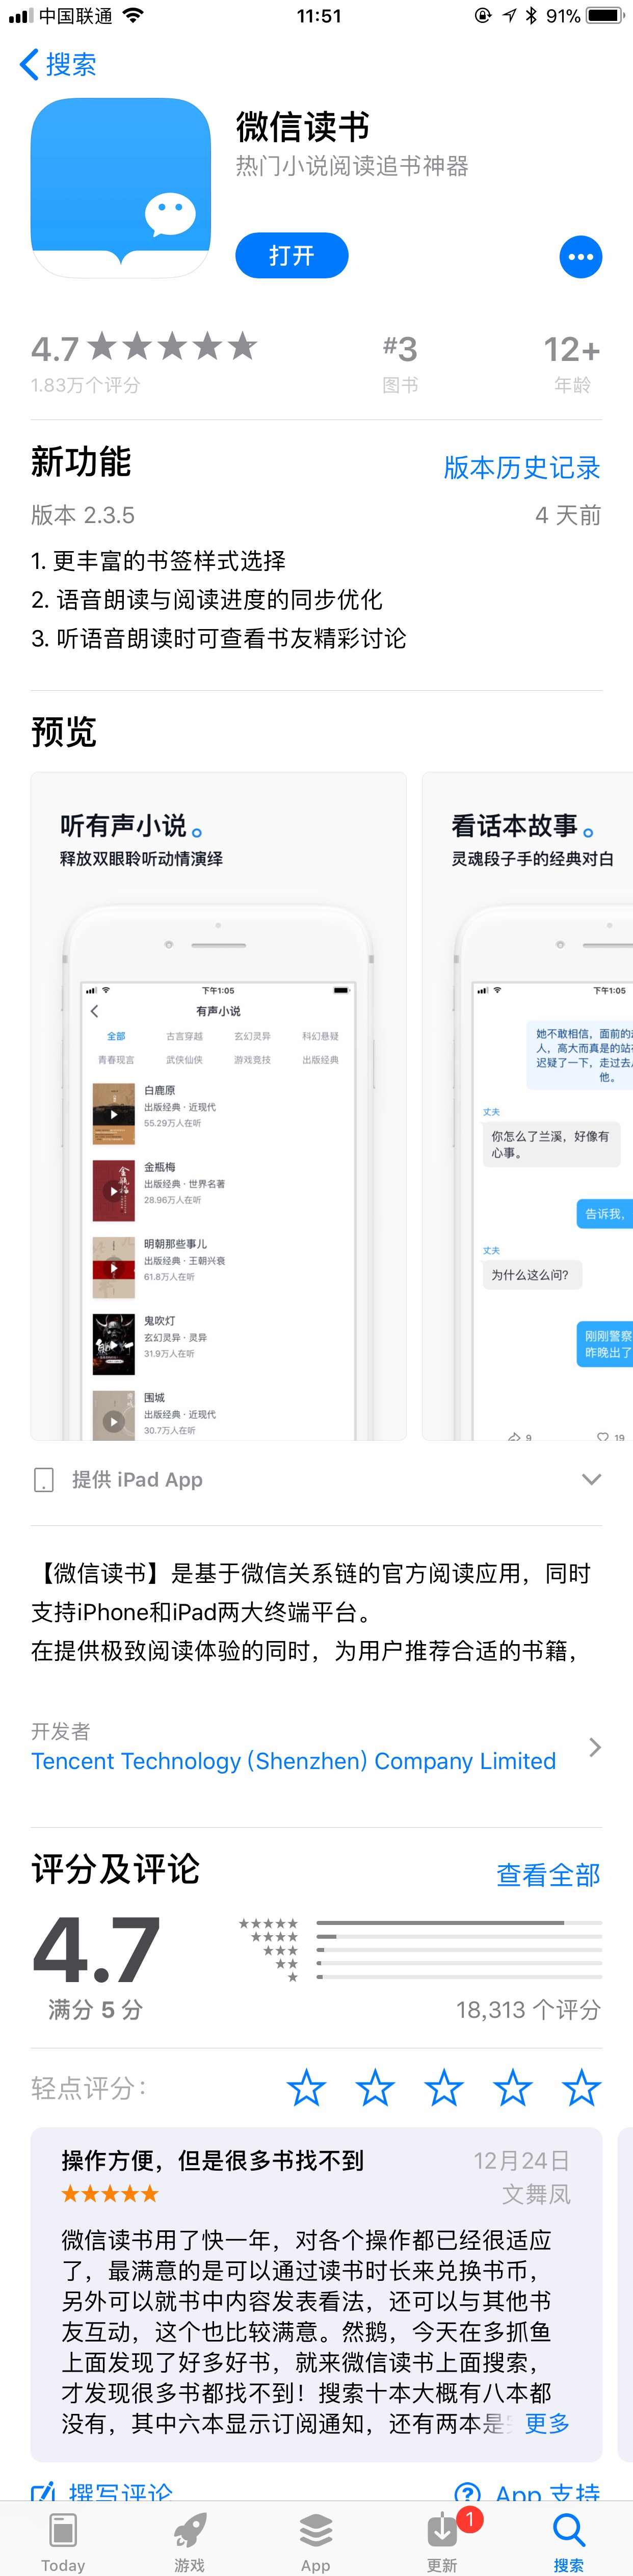 中国联通
11:51
91%
搜索
微信读书
热门小说阅读追书神器
打开
4.7
#3
12+
1.83万个评分
图书
年龄
新功能
版本历史记录
版本 2.3.5
4 天前
1. 更丰富的书签样式选择
2. 语音朗读与阅读进度的同步优化
3. 听语音朗读时可查看书友精彩讨论
预览
听有声小说。
释放双眼聆听动情演绎
下午1:05
有声小说
全部 古言穿越 玄幻灵异 科幻悬疑
青春现言 武侠仙侠 游戏竞技 出版经典
白鹿原
出版经典 · 近现代
55.29万人在听
金瓶梅
出版经典 · 世界名著
28.96万人在听
明朝那些事儿
出版经典 · 王朝兴衰
61.8万人在听
鬼吹灯
玄幻灵异 · 灵异
31.9万人在听
围城
出版经典 · 近现代
30.7万人在听
看话本故事。
灵魂段子手的经典对白
下午1:05
她不敢相信，面前的
人，高大而真是的站
迟疑了一下，走过去
他。
丈夫
你怎么了兰溪，好像有
心事。
告诉我，
丈夫
为什么这么问?
刚刚警察
昨晚出了
9
19
提供 iPad App
【微信读书】是基于微信关系链的官方阅读应用，同时
支持iPhone和iPad两大终端平台。
在提供极致阅读体验的同时，为用户推荐合适的书籍，
开发者
Tencent Technology (Shenzhen) Company Limited
评分及评论
查看全部
4.7
满分 5 分
18,313 个评分
轻点评分：
操作方便，但是很多书找不到
12月24日
文舞凤
微信读书用了快一年，对各个操作都已经很适应
了，最满意的是可以通过读书时长来兑换书币，
另外可以就书中内容发表看法，还可以与其他书
友互动，这个也比较满意。然鹅，今天在多抓鱼
上面发现了好多好书，就来微信读书上面搜索，
才发现很多书都找不到！搜索十本大概有八本都
没有，其中六本显示订阅通知，还有两本是 更多
撰写评论
App 支持
1
Today
游戏
App
更新
搜索